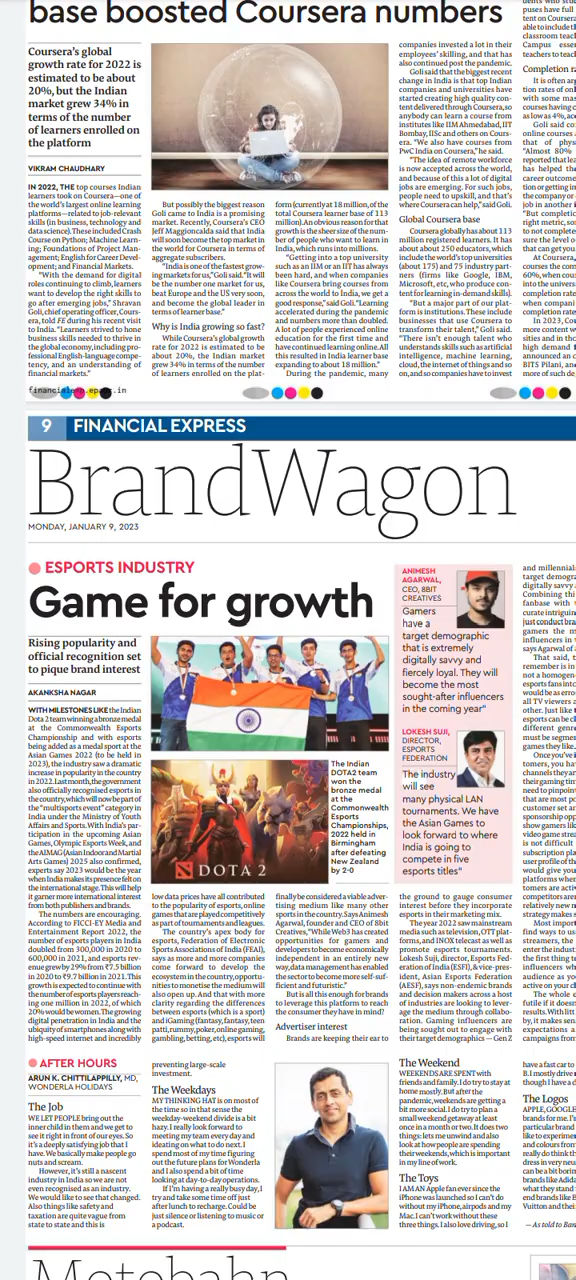 base boosted Coursera numbers
Coursera's global
growth rate for 2022 is
estimated to be about
20%, but the Indian
market grew 34% in
terms of the number
of learners enrolled on
the platform
VIKRAM CHAUDHARY
IN 2022, THE top courses Indian
learners took on Coursera—one of
the world's largest online learning
platforms—related to job-relevant
skills (in business, technology and
data science). These included Crash
Course on Python; Machine Learn-
ing; Foundations of Project Man-
agement; English for Career Devel-
opment; and Financial Markets.
"With the demand for digital
roles continuing to climb, learners
want to develop the right skills to
go after emerging jobs," Shravan
Goli, chief operating officer, Cours-
era, told FE during his recent visit
to India. "Learners strived to hone
business skills needed to thrive in
the global economy, including pro-
fessional English-language compe-
tency, and an understanding of
financial markets."
But possibly the biggest reason
Goli came to India is a promising
market. Recently, Coursera's CEO
Jeff Maggioncalda said that India
will soon become the top market in
the world for Coursera in terms of
aggregate subscribers.
"India is one of the fastest grow-
ing markets for us," Goli said. "It will
be the number one market for us,
beat Europe and the US very soon,
and become the global leader in
terms of learner base."
Why is India growing so fast?
While Coursera's global growth
rate for 2022 is estimated to be
about 20%, the Indian market
grew 34% in terms of the number
of learners enrolled on the plat-
form (currently at 18 million, of the
total Coursera learner base of 113
million). An obvious reason for that
growth is the sheer size of the num-
ber of people who want to learn in
India, which runs into millions.
"Getting into a top university
such as an IIM or an IIT has always
been hard, and when companies
like Coursera bring courses from
across the world to India, we get a
good response," said Goli. "Learning
accelerated during the pandemic
and numbers more than doubled.
A lot of people experienced online
education for the first time and
have continued learning online. All
this resulted in India learner base
expanding to about 18 million."
During the pandemic, many
companies invested a lot in their
employees' skilling, and that has
also continued post the pandemic.
Goli said that the biggest recent
change in India is that top Indian
companies and universities have
started creating high quality con-
tent delivered through Coursera, so
anybody can learn a course from
institutes like IIM Ahmedabad, IIT
Bombay, IISc and others on Cours-
era. "We also have courses from
PwC India on Coursera," he said.
"The idea of remote workforce
is now accepted across the world,
and because of this a lot of digital
jobs are emerging. For such jobs,
people need to upskill, and that's
where Coursera can help," said Goli.
Global Coursera base
Coursera globally has about 113
million registered learners. It has
about 250 educators, which
include the world's top universities
(about 175) and 75 industry part-
ners (firms like Google, IBM,
Microsoft, etc, who produce con-
tent for learning in-demand skills).
"But a major part of our plat-
form is institutions. These include
businesses that use Coursera to
transform their talent," Goli said.
"There isn't enough talent who
understands skills such as artificial
intelligence, machine learning,
cloud, the internet of things and so
on, and so companies have to invest
Completion ra
9 FINANCIAL EXPRESS
BrandWagon
MONDAY, JANUARY 9, 2023
ESPORTS INDUSTRY
Game for growth
Rising popularity and
official recognition set
to pique brand interest
AKANKSHA NAGAR
WITH MILESTONES LIKE the Indian
Dota 2 team winning a bronze medal
at the Commonwealth Esports
Championship and with esports
being added as a medal sport at the
Asian Games 2022 (to be held in
2023), the industry saw a dramatic
increase in popularity in the country
in 2022. Last month, the government
also officially recognised esports in
the country, which will now be part of
the "multisports event" category in
India under the Ministry of Youth
Affairs and Sports. With India's par-
ticipation in the upcoming Asian
Games, Olympic Esports Week, and
the AIMAG (Asian Indoor and Martial
Arts Games) 2025 also confirmed,
experts say 2023 would be the year
when India makes its presence felt on
the international stage. This will help
it garner more international interest
from both publishers and brands.
The numbers are encouraging.
According to FICCI-EY Media and
Entertainment Report 2022, the
number of esports players in India
doubled from 300,000 in 2020 to
600,000 in 2021, and esports rev-
enue grew by 29% from ₹7.5 billion
in 2020 to ₹9.7 billion in 2021. This
growth is expected to continue with
the number of esports players reach-
ing one million in 2022, of which
20% would be women. The growing
digital penetration in India and the
ubiquity of smartphones along with
high-speed internet and incredibly
DOTA 2
The Indian
DOTA2 team
won the
bronze medal
at the
Commonwealth
Esports
Championships,
2022 held in
Birmingham
after defeating
New Zealand
by 2-0
low data prices have all contributed
to the popularity of esports, online
games that are played competitively
as part of tournaments and leagues.
The country's apex body for
esports, Federation of Electronic
Sports Associations of India (FEAI),
says as more and more companies
come forward to develop the
ecosystem in the country, opportu-
nities to monetise the medium will
also open up. And that with more
clarity regarding the differences
between esports (which is a sport)
and iGaming (fantasy, fantasy, teen
patti, rummy, poker, online gaming,
gambling, betting, etc), esports will
finally be considered a viable adver-
tising medium like many other
sports in the country. Says Animesh
Agarwal, founder and CEO of 8bit
Creatives, "While Web3 has created
opportunities for gamers and
developers to become economically
independent in an entirely new
way, data management has enabled
the sector to become more self-suf-
ficient and futuristic."
But is all this enough for brands
to leverage this platform to reach
the consumer they have in mind?
Advertiser interest
Brands are keeping their ear to
ANIMESH
AGARWAL,
CEO, 8BIT
CREATIVES
Gamers
have a
target demographic
that is extremely
digitally savvy and
fiercely loyal. They will
become the most
sought-after influencers
in the coming year"
LOKESH SUJI,
DIRECTOR,
ESPORTS
FEDERATION
The industry
will see
many physical LAN
tournaments. We have
the Asian Games to
look forward to where
India is going to
compete in five
esports titles"
the ground to gauge consumer
interest before they incorporate
esports in their marketing mix.
The year 2022 saw mainstream
media such as television, OTT plat-
forms, and INOX telecast as well as
promote esports tournaments.
Lokesh Suji, director, Esports Fed-
eration of India (ESFI), & vice-presi-
dent, Asian Esports Federation
(AESF), says non-endemic brands
and decision makers across a host
of industries are looking to lever-
age the medium through collabo-
ration. Gaming influencers are
being sought out to engage with
their target demographic — Gen Z
AFTER HOURS
ARUN K. CHITTILAPPILLY, MD,
WONDERLA HOLIDAYS
The Job
WE LET PEOPLE bring out the
inner child in them and we get to
see it right in front of our eyes. So
it's a deeply satisfying job that I
have. We basically make people go
nuts and scream.
However, it's still a nascent
industry in India so we are not
even recognised as an industry.
We would like to see that changed.
Also things like safety and
taxation are quite vague from
state to state and this is
preventing large-scale
investment.
The Weekdays
MY THINKING HAT is on most of
the time so in that sense the
weekday-weekend divide is a bit
hazy. I really look forward to
meeting my team every day and
ideating on what to do next. I
spend most of my time figuring
out the future plans for Wonderla
and I also spend a bit of time
looking at day-to-day operations.
If I'm having a really busy day, I
try and take some time off just
after lunch to recharge. Could be
just silence or listening to music or
a podcast.
The Weekend
WEEKENDS ARE SPENT with
friends and family. I do try to stay at
home mostly. But after the
pandemic, weekends are getting a
bit more social. I do try to plan a
small weekend getaway at least
once in a month or two. It does two
things; lets me unwind and also
look at how people are spending
their weekends, which is important
in my line of work.
The Toys
I AM AN Apple fan ever since the
iPhone was launched so I can't do
without my iPhone, airpods and my
Mac. I can't work without these
three things. I also love driving, so I
The Logos